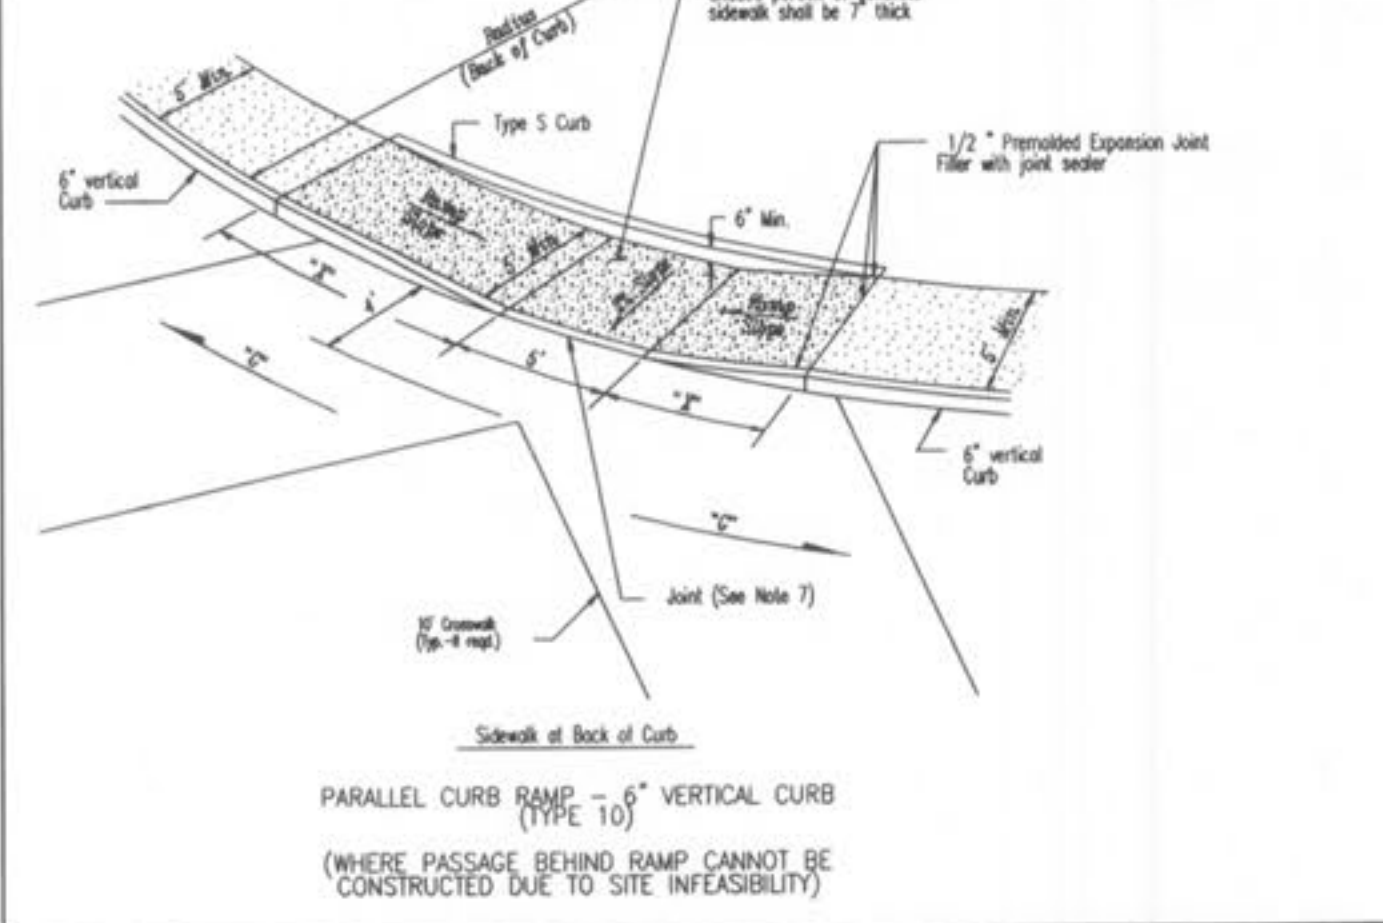 sidewalk shall be 7" thick
Radius
(Back of Curb)
5' Min.
Type S Curb
1/2 " Premolded Expansion Joint
Filler with joint sealer
6" vertical
Curb
Ramp
Slope
6" Min.
5' Min.
Slope
Ramp
Slope
"X"
4'
5'
"X"
5' Min.
"G"
6" vertical
Curb
"G"
Joint (See Note 7)
10' Crosswalk
(Typ.- reqd.)
Sidewalk at Back of Curb
PARALLEL CURB RAMP – 6" VERTICAL CURB
(TYPE 10)
(WHERE PASSAGE BEHIND RAMP CANNOT BE
CONSTRUCTED DUE TO SITE INFEASIBILITY)